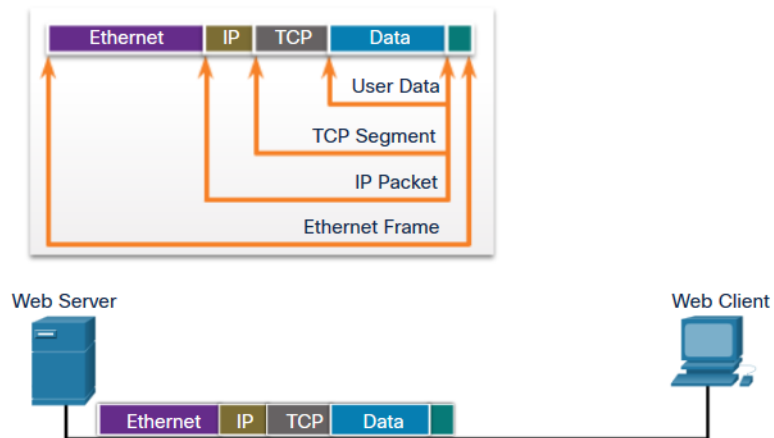 Ethernet IP TCP Data
User Data
TCP Segment
IP Packet
Ethernet Frame
Web Server Web Client
Ethernet IP TCP Data